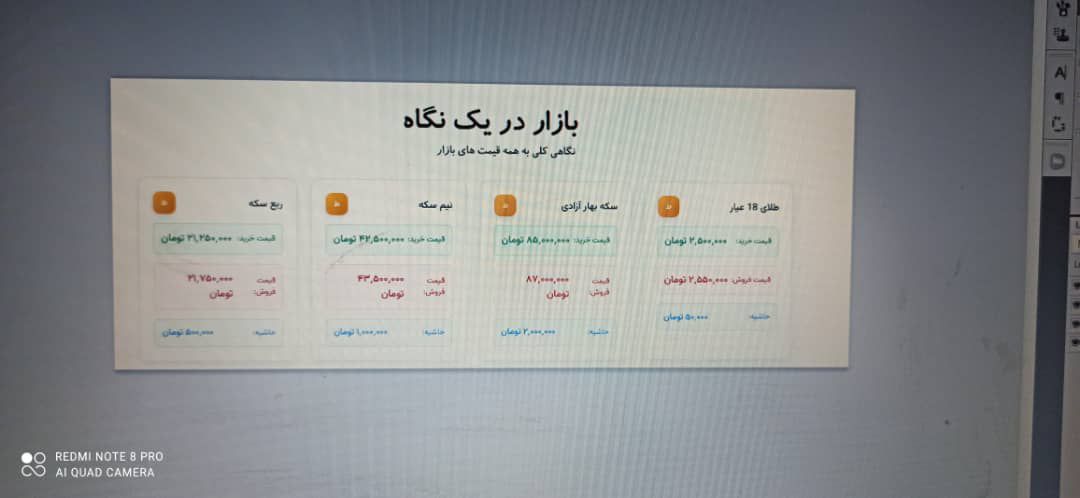 بازار در یک نگاه
نگاهی کلی به همه قیمت های بازار
طلای 18 عیار
قیمت خرید: ۲,۵۰۰,۰۰۰ تومان
قیمت فروش: ۲,۵۵۰,۰۰۰ تومان
حاشیه: ۵۰,۰۰۰ تومان
سکه بهار آزادی
قیمت خرید: ۸۵,۰۰۰,۰۰۰ تومان
قیمت فروش: ۸۷,۰۰۰,۰۰۰ تومان
حاشیه: ۲,۰۰۰,۰۰۰ تومان
نیم سکه
قیمت خرید: ۴۲,۵۰۰,۰۰۰ تومان
قیمت فروش: ۴۳,۵۰۰,۰۰۰ تومان
حاشیه: ۱,۰۰۰,۰۰۰ تومان
ربع سکه
قیمت خرید: ۲۱,۲۵۰,۰۰۰ تومان
قیمت فروش: ۲۱,۷۵۰,۰۰۰ تومان
حاشیه: ۵۰۰,۰۰۰ تومان
REDMI NOTE 8 PRO
AI QUAD CAMERA